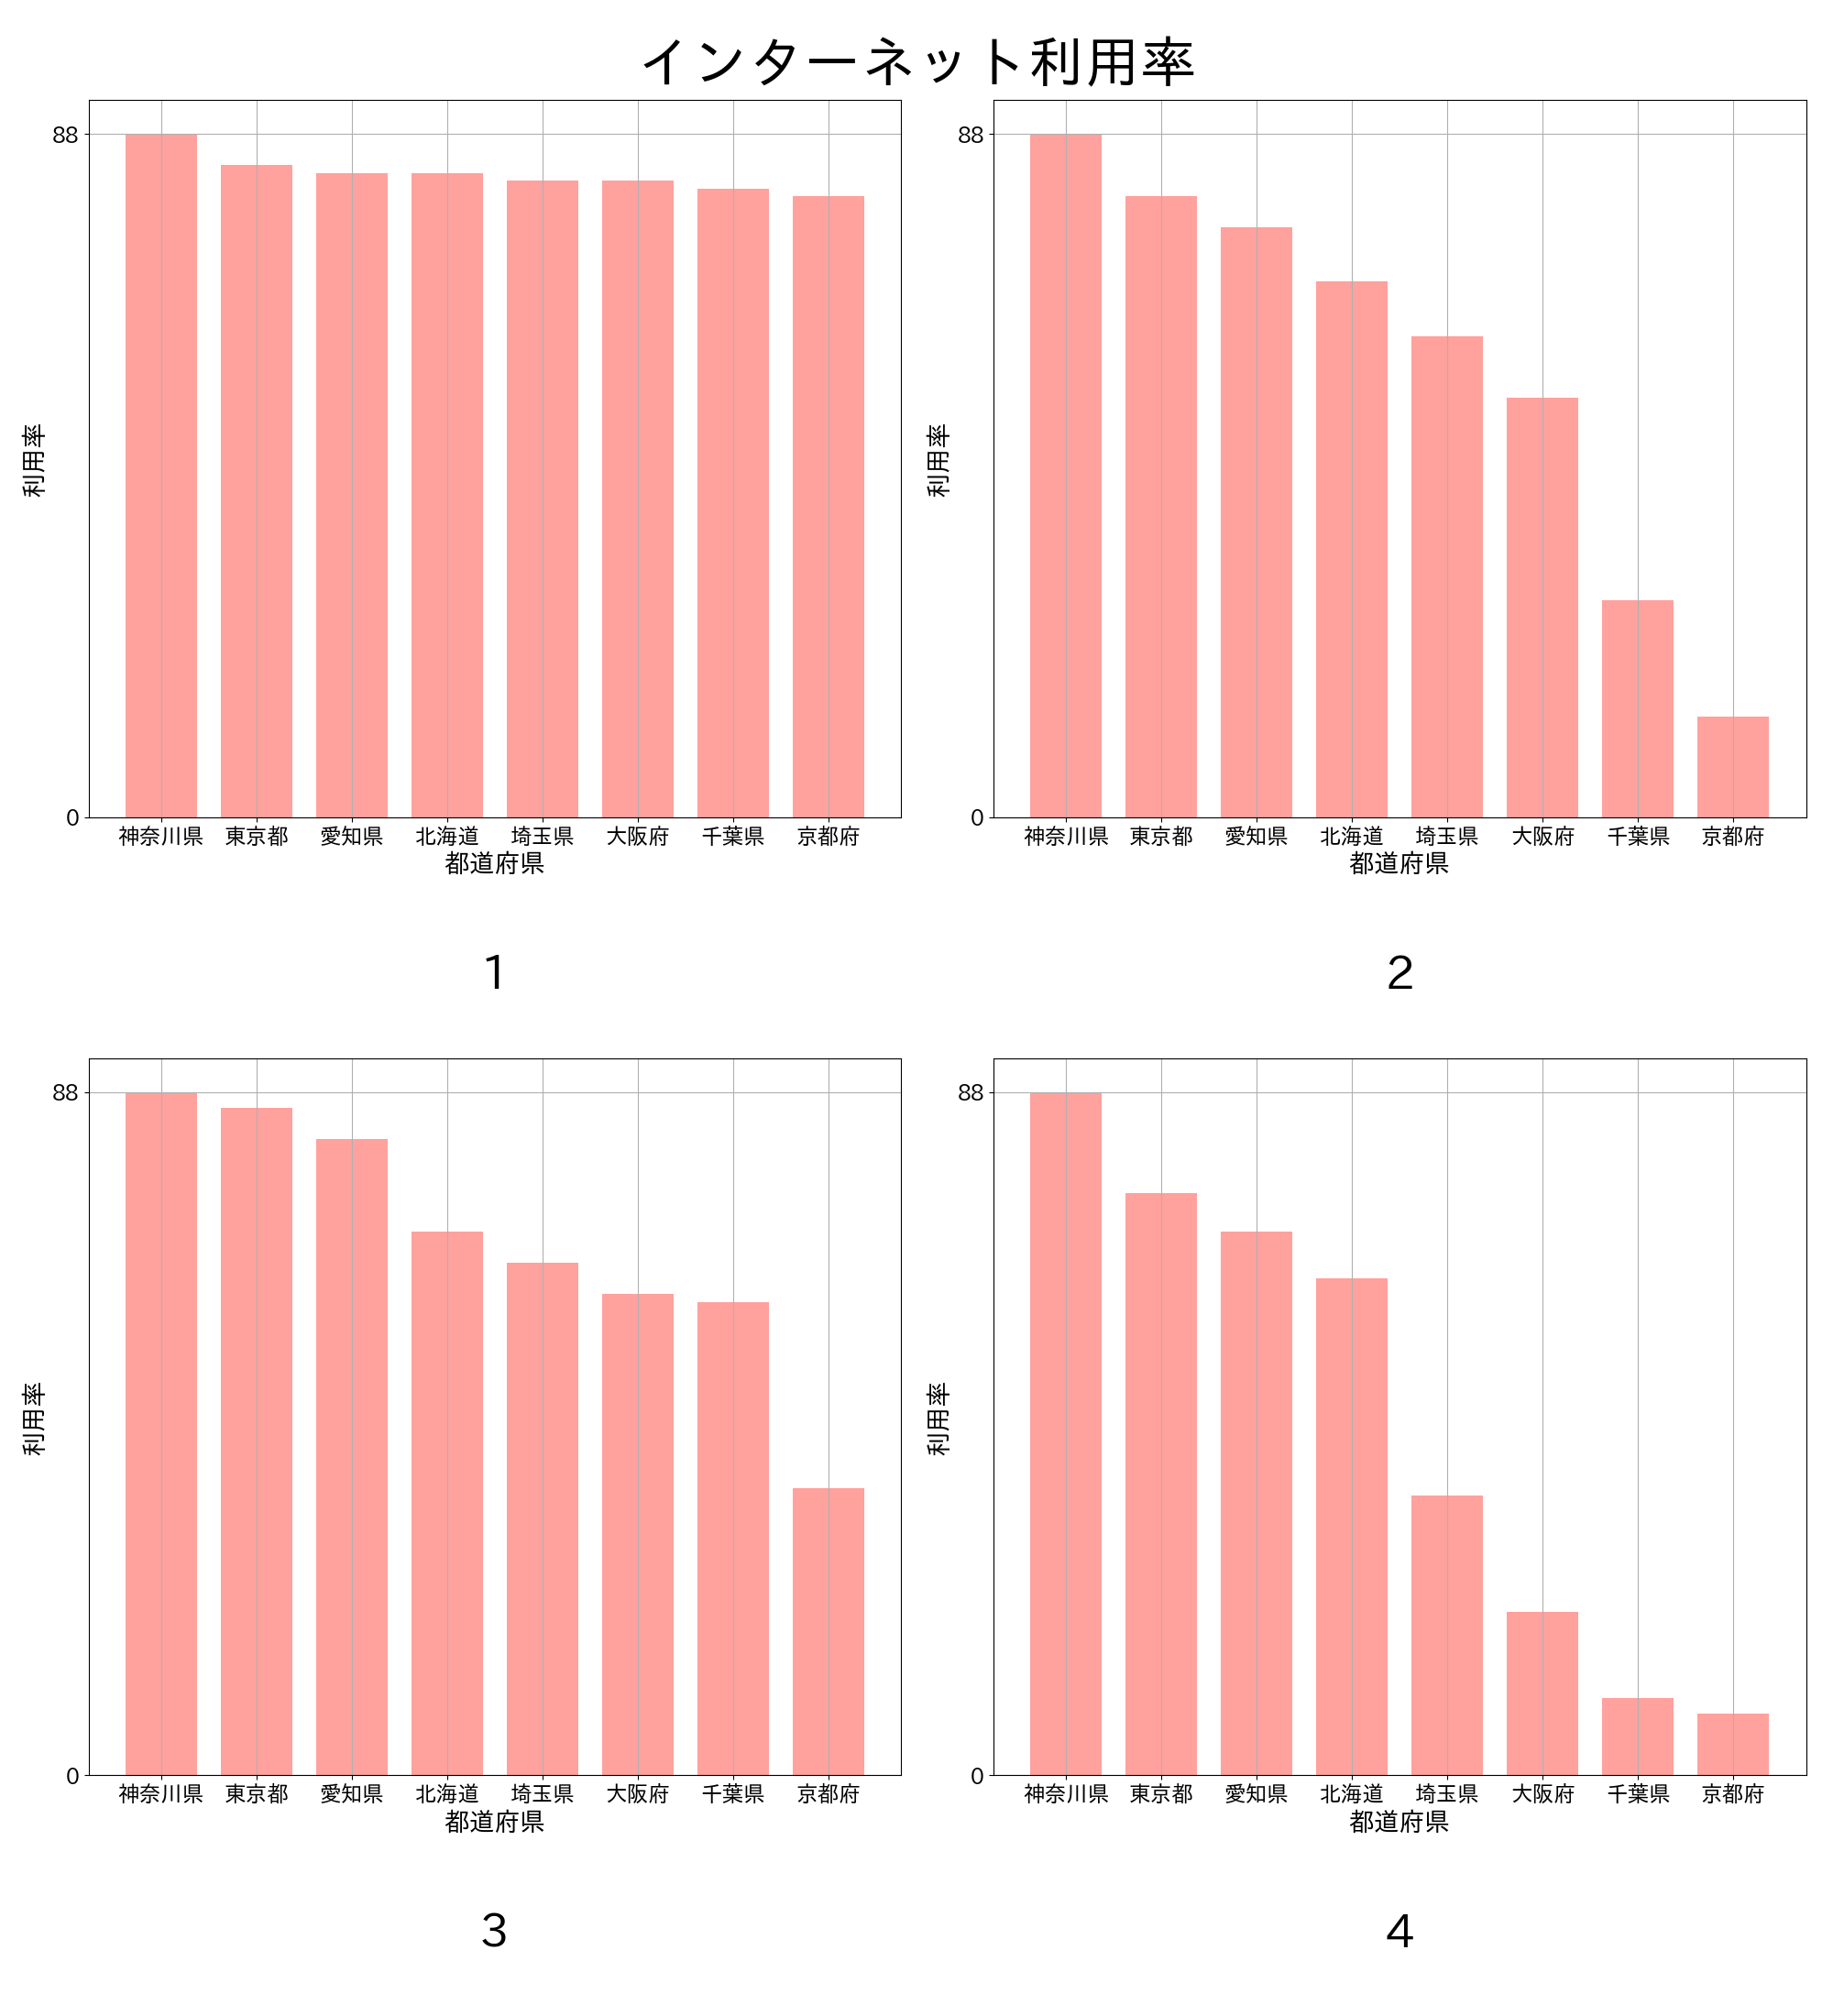 インターネット利用率
88
0
利用率
神奈川県 東京都 愛知県 北海道 埼玉県 大阪府 千葉県 京都府
都道府県
1
88
0
利用率
神奈川県 東京都 愛知県 北海道 埼玉県 大阪府 千葉県 京都府
都道府県
2
88
0
利用率
神奈川県 東京都 愛知県 北海道 埼玉県 大阪府 千葉県 京都府
都道府県
3
88
0
利用率
神奈川県 東京都 愛知県 北海道 埼玉県 大阪府 千葉県 京都府
都道府県
4